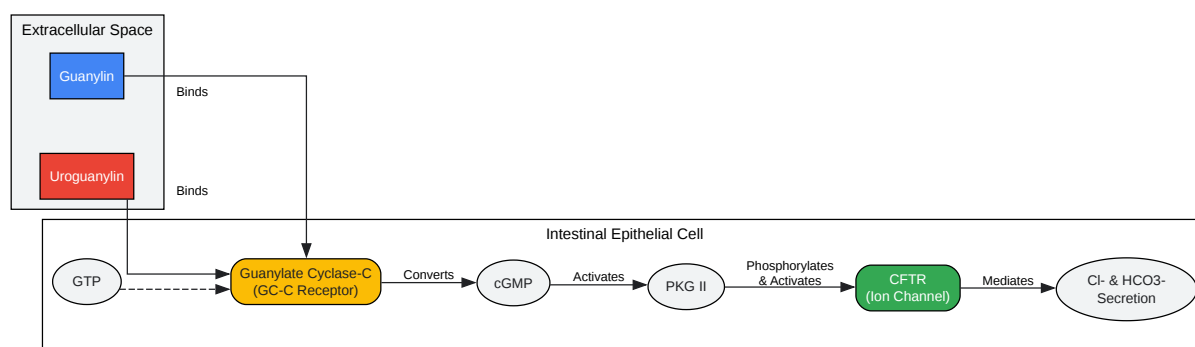 Extracellular Space
Guanylin
Binds
Uroguanylin
Binds
Intestinal Epithelial Cell
GTP
Guanylate Cyclase-C
(GC-C Receptor)
Converts
cGMP
Activates
PKG II
Phosphorylates
& Activates
CFTR
(Ion Channel)
Mediates
Cl- & HCO3-
Secretion